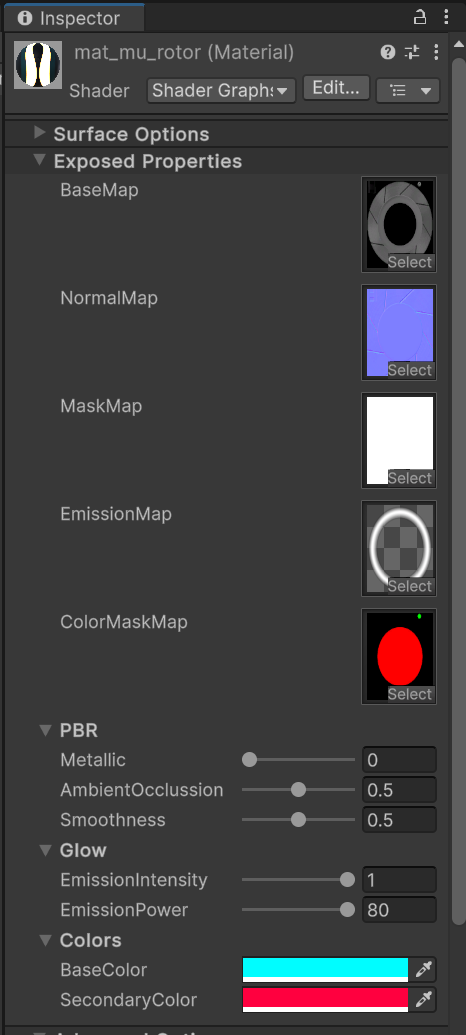 Inspector
mat_mu_rotor (Material)
Shader Shader Graphs Edit...
Surface Options
Exposed Properties
BaseMap
Select
NormalMap
Select
MaskMap
Select
EmissionMap
Select
ColorMaskMap
Select
PBR
Metallic 0
AmbientOcclussion 0.5
Smoothness 0.5
Glow
EmissionIntensity 1
EmissionPower 80
Colors
BaseColor
SecondaryColor